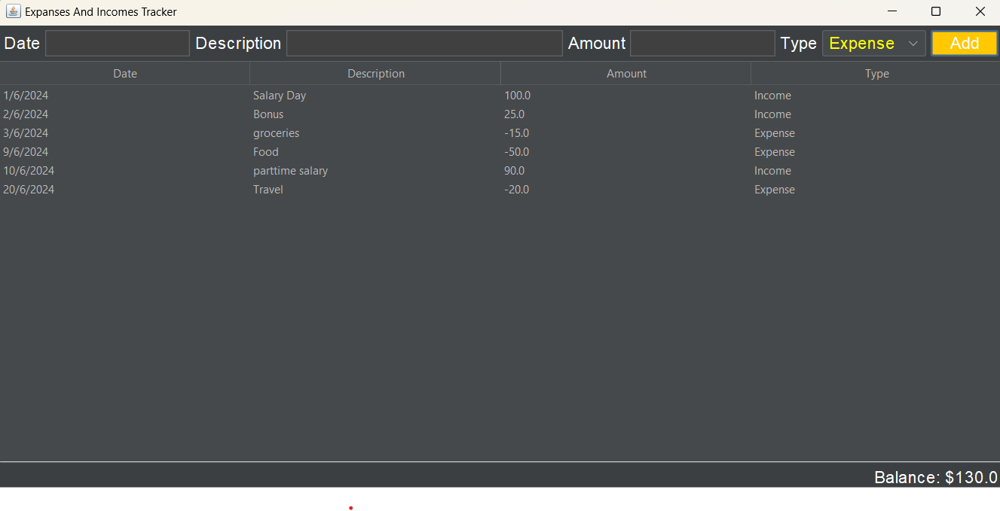 Expanses And Incomes Tracker
Date Description Amount Type Expense Add
Date Description Amount Type
1/6/2024 Salary Day 100.0 Income
2/6/2024 Bonus 25.0 Income
3/6/2024 groceries -15.0 Expense
9/6/2024 Food -50.0 Expense
10/6/2024 parttime salary 90.0 Income
20/6/2024 Travel -20.0 Expense
Balance: $130.0